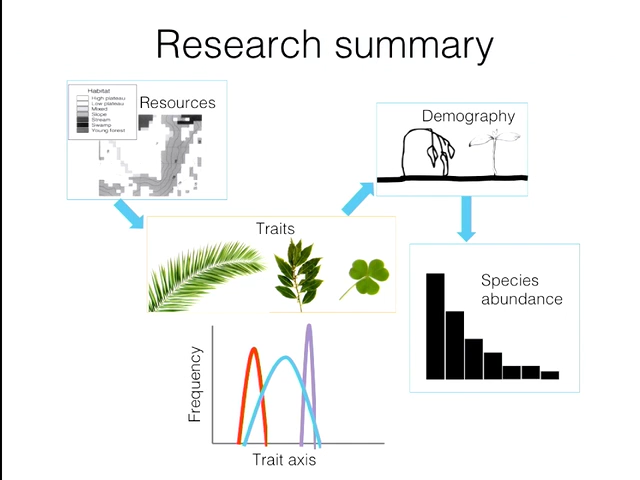 Research summary
Habitat
High plateau
Low plateau
Mixed
Slope
Stream
Swamp
Young forest
Resources
Demography
Traits
Species
abundance
Frequency
Trait axis